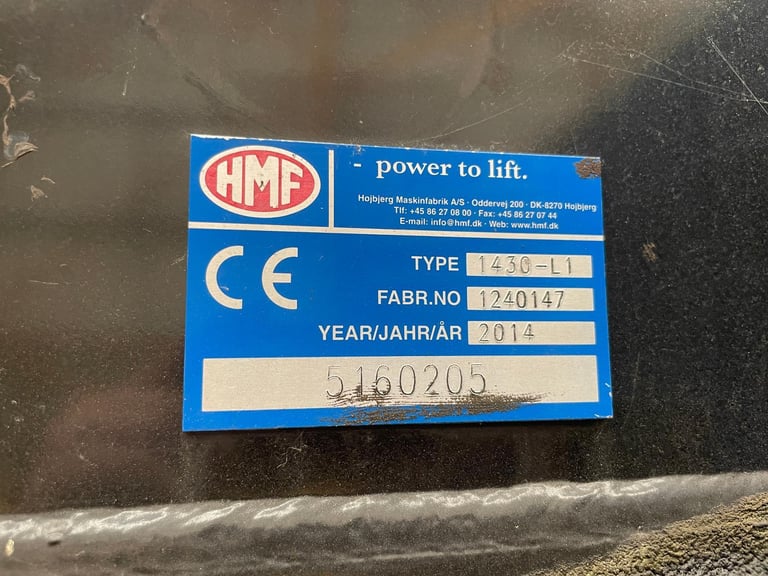 HMF
- power to lift.
Hojbjerg Maskinfabrik A/S · Oddervej 200 · DK-8270 Hojbjerg
Tlf: +45 86 27 08 00 · Fax: +45 86 27 07 44
E-mail: info@hmf.dk · Web: www.hmf.dk
CE
TYPE 1430-L1
FABR.NO 1240147
YEAR/JAHR/ÅR 2014
5160205